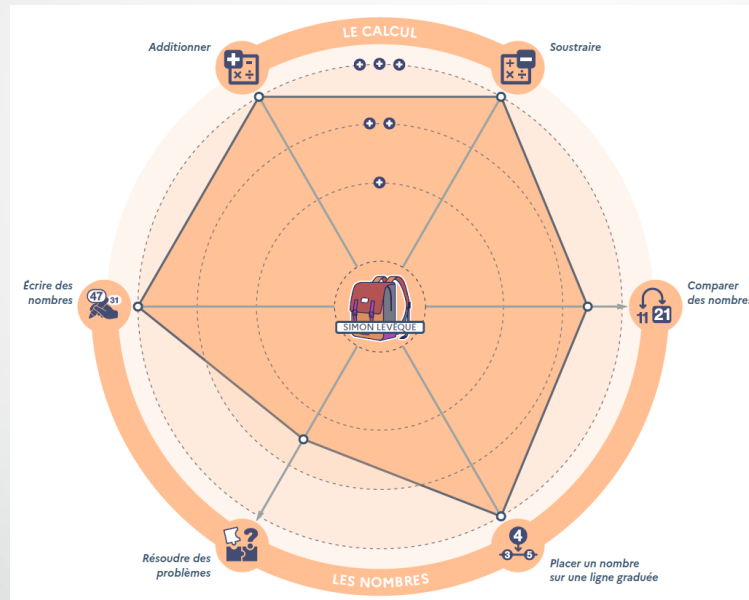 LE CALCUL
Additionner
Soustraire
Écrire des
nombres
47
31
SIMON LEVEQUE
11 21
Comparer
des nombres
Résoudre des
problèmes
?
4
3 5
Placer un nombre
sur une ligne graduée
LES NOMBRES